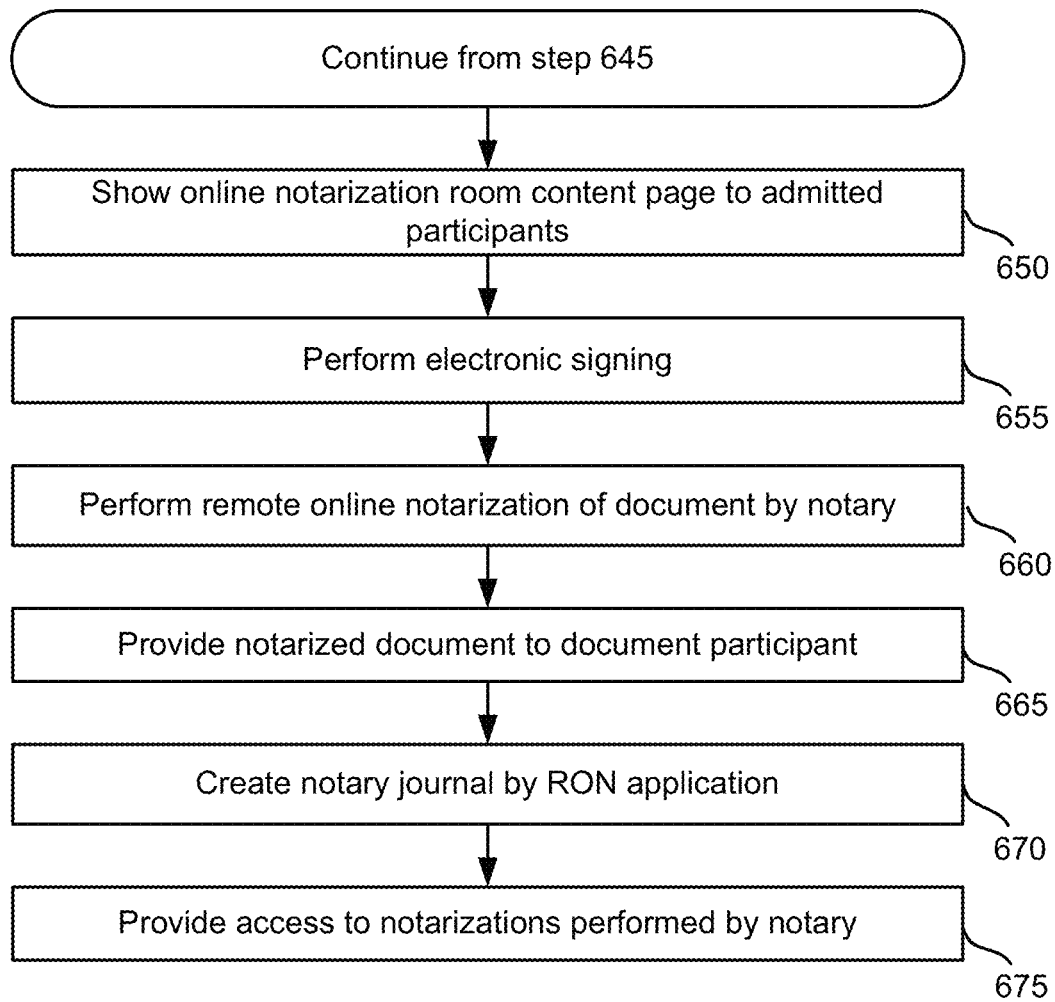 Continue from step 645
Show online notarization room content page to admitted
participants
650
Perform electronic signing
655
Perform remote online notarization of document by notary
660
Provide notarized document to document participant
665
Create notary journal by RON application
670
Provide access to notarizations performed by notary
675